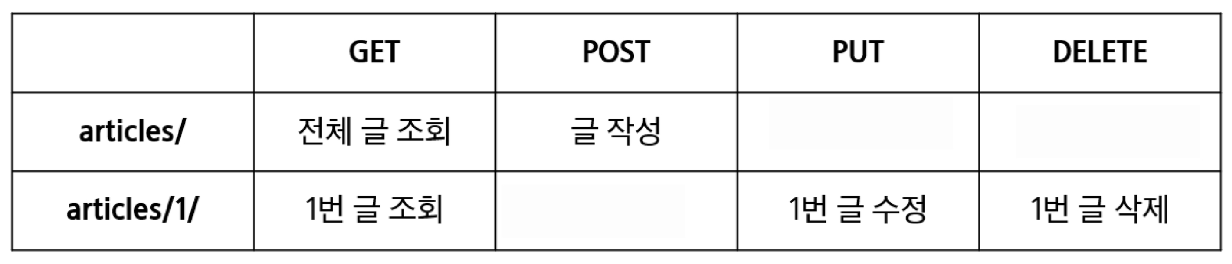 GET POST PUT DELETE
articles/ 전체 글 조회 글 작성
articles/1/ 1번 글 조회 1번 글 수정 1번 글 삭제